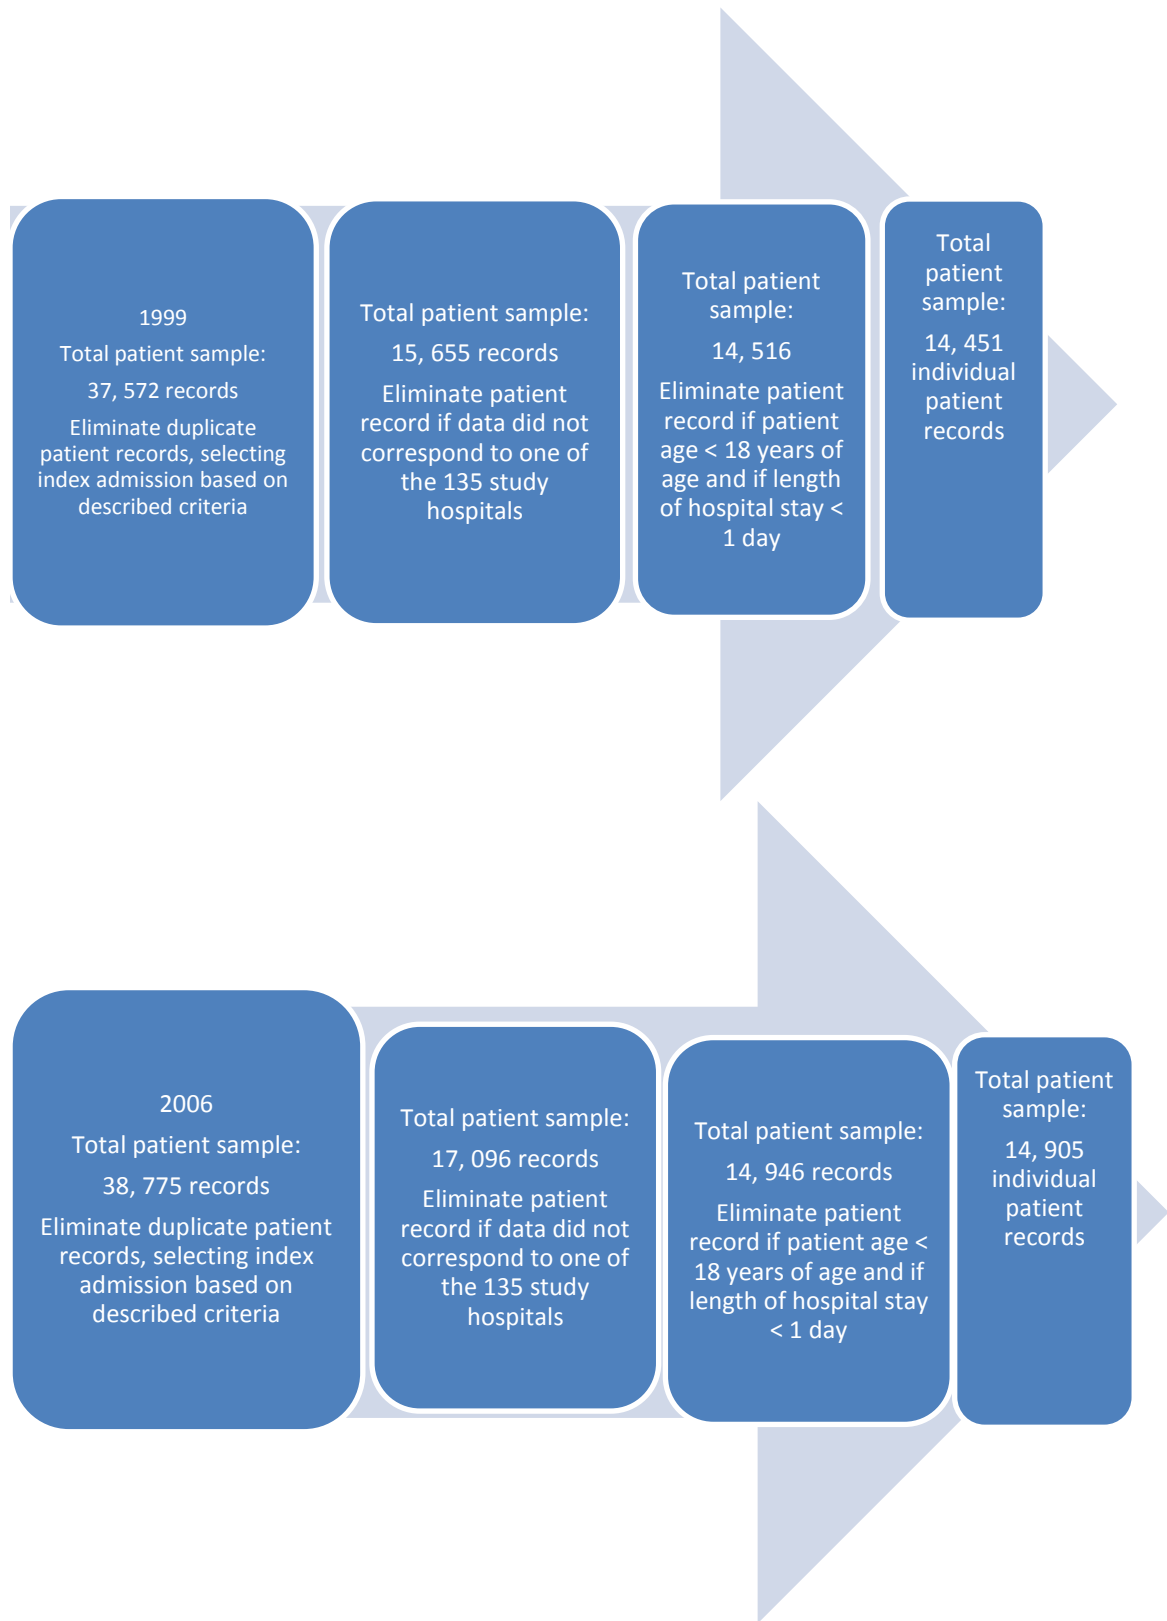 1999
Total patient sample:
37, 572 records
Eliminate duplicate
patient records, selecting
index admission based on
described criteria
Total patient sample:
15, 655 records
Eliminate patient
record if data did not
correspond to one of
the 135 study
hospitals
Total patient
sample:
14, 516
Eliminate patient
record if patient
age < 18 years of
age and if length
of hospital stay <
1 day
Total
patient
sample:
14, 451
individual
patient
records
2006
Total patient sample:
38, 775 records
Eliminate duplicate patient
records, selecting index
admission based on
described criteria
Total patient sample:
17, 096 records
Eliminate patient
record if data did not
correspond to one of
the 135 study
hospitals
Total patient sample:
14, 946 records
Eliminate patient
record if patient age <
18 years of age and if
length of hospital stay
< 1 day
Total patient
sample:
14, 905
individual
patient
records